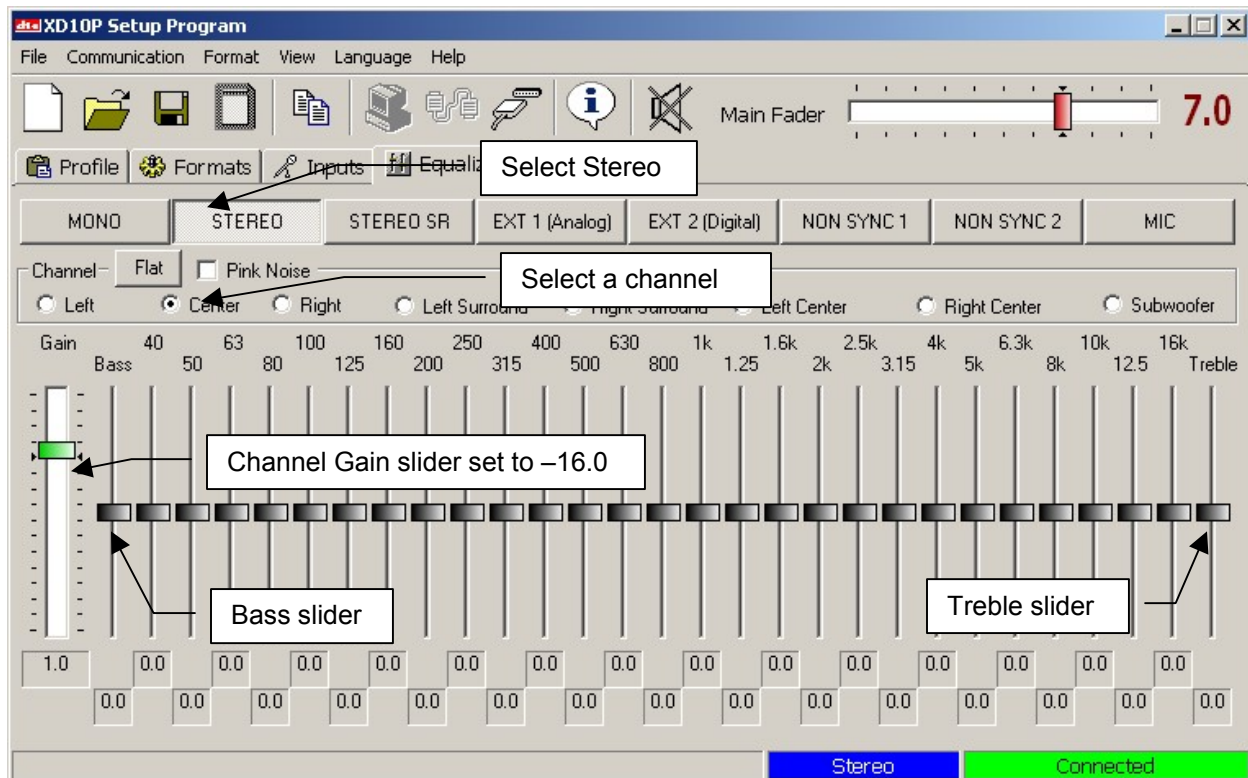 dts XD10P Setup Program
File Communication Format View Language Help
Main Fader 7.0
Profile Formats Inputs Equaliz
Select Stereo
MONO STEREO STEREO SR EXT 1 (Analog) EXT 2 (Digital) NON SYNC 1 NON SYNC 2 MIC
Channel Flat Pink Noise
Select a channel
Left Center Right Left Surround Right Surround Left Center Right Center Subwoofer
Gain 40 63 100 160 250 400 630 1k 1.6k 2.5k 4k 6.3k 10k 16k
Bass 50 80 125 200 315 500 800 1.25 2k 3.15 5k 8k 12.5 Treble
Channel Gain slider set to –16.0
Bass slider
Treble slider
1.0 0.0 0.0 0.0 0.0 0.0 0.0 0.0 0.0 0.0 0.0 0.0 0.0 0.0 0.0
0.0 0.0 0.0 0.0 0.0 0.0 0.0 0.0 0.0 0.0 0.0 0.0 0.0 0.0 0.0
Stereo Connected